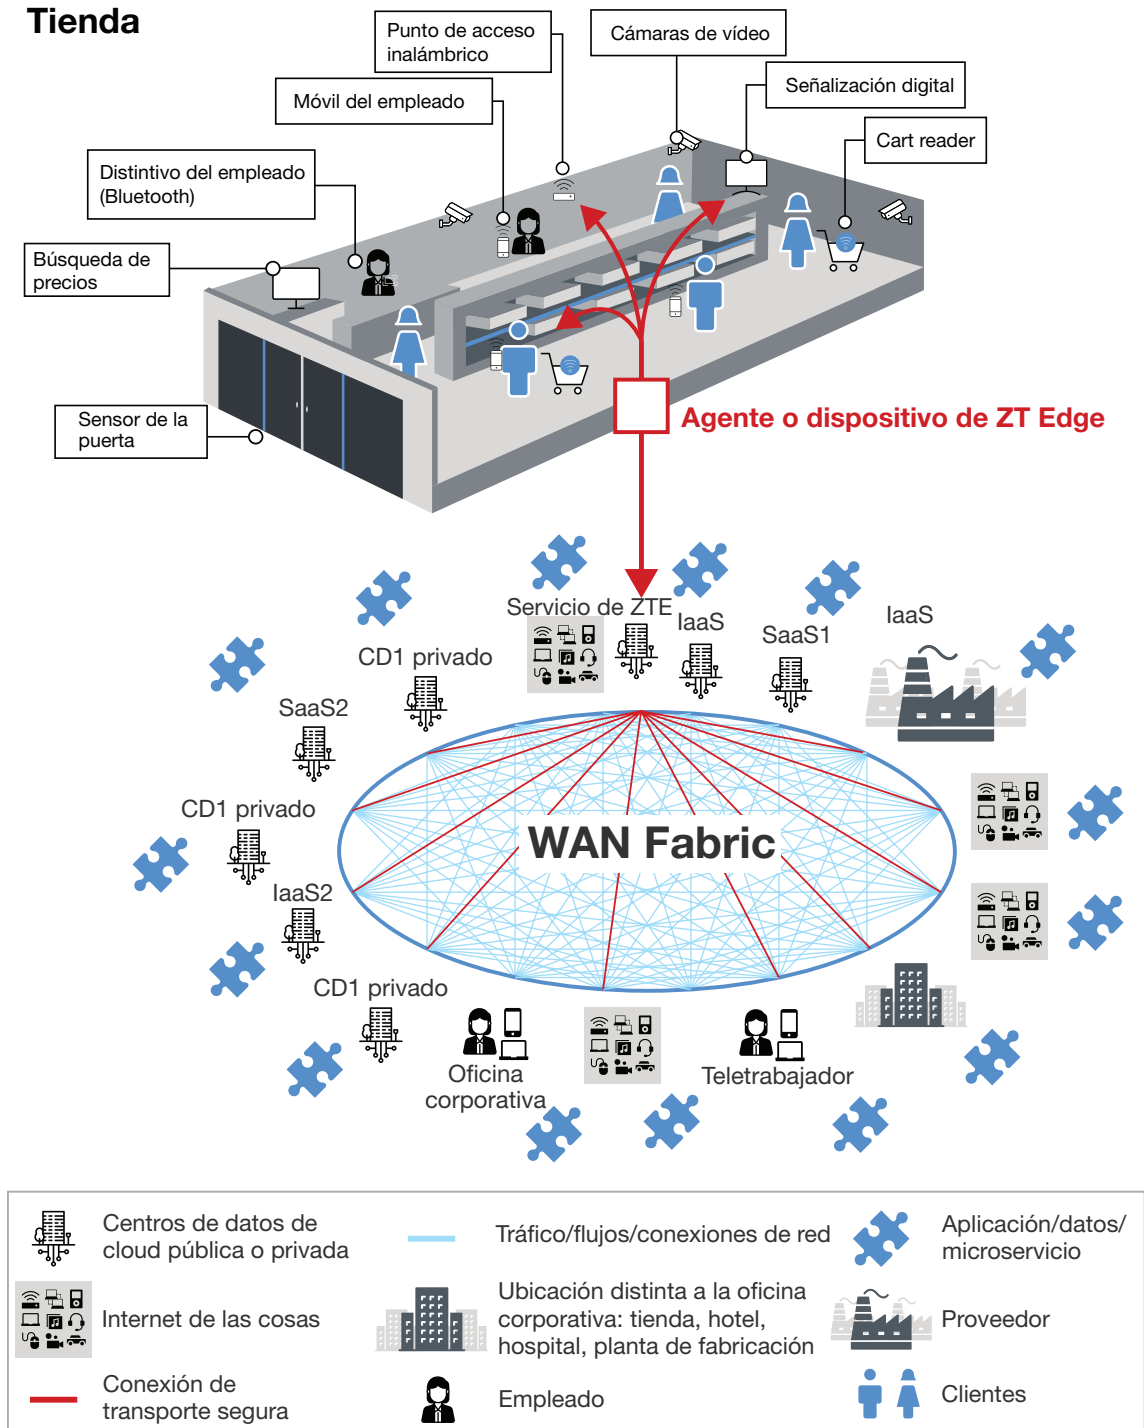 Tienda
Punto de acceso
inalámbrico
Cámaras de vídeo
Móvil del empleado
Señalización digital
Cart reader
Distintivo del empleado
(Bluetooth)
Búsqueda de
precios
Sensor de la
puerta
Agente o dispositivo de ZT Edge
Servicio de ZTE
IaaS
SaaS1
IaaS
CD1 privado
SaaS2
CD1 privado
IaaS2
CD1 privado
WAN Fabric
Oficina
corporativa
Teletrabajador
Centros de datos de
cloud pública o privada
Tráfico/flujos/conexiones de red
Aplicación/datos/
microservicio
Internet de las cosas
Ubicación distinta a la oficina
corporativa: tienda, hotel,
hospital, planta de fabricación
Proveedor
Conexión de
transporte segura
Empleado
Clientes